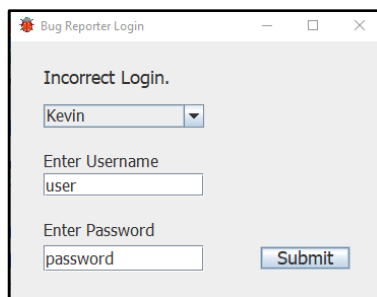 Bug Reporter Login
Incorrect Login.
Kevin
Enter Username
user
Enter Password
password
Submit